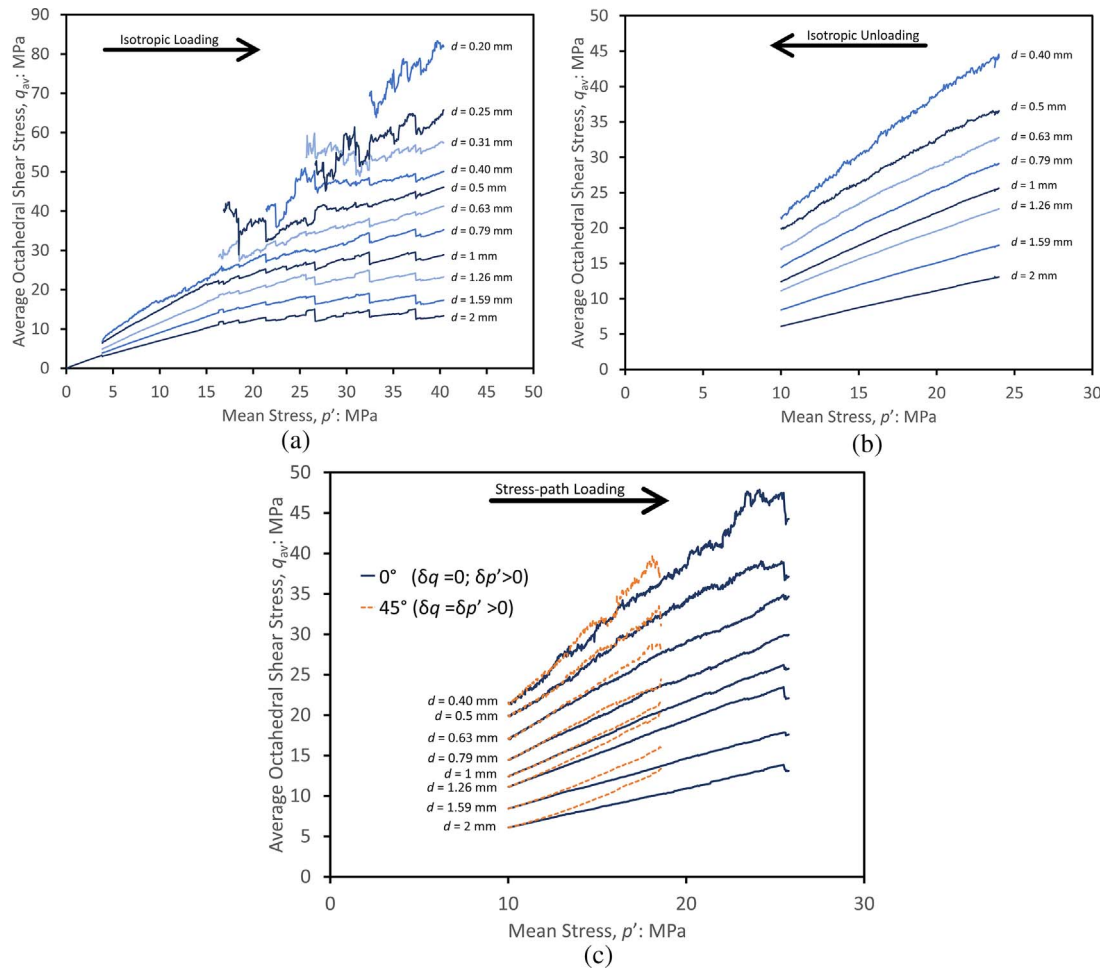 90
80
70
60
50
40
30
20
10
0
0 5 10 15 20 25 30 35 40 45 50
Average Octahedral Shear Stress, qav: MPa
Mean Stress, p': MPa
Isotropic Loading
d = 0.20 mm
d = 0.25 mm
d = 0.31 mm
d = 0.40 mm
d = 0.5 mm
d = 0.63 mm
d = 0.79 mm
d = 1 mm
d = 1.26 mm
d = 1.59 mm
d = 2 mm
(a)
50
45
40
35
30
25
20
15
10
5
0
0 5 10 15 20 25 30
Average Octahedral Shear Stress, qav: MPa
Mean Stress, p': MPa
Isotropic Unloading
d = 0.40 mm
d = 0.5 mm
d = 0.63 mm
d = 0.79 mm
d = 1 mm
d = 1.26 mm
d = 1.59 mm
d = 2 mm
(b)
50
45
40
35
30
25
20
15
10
5
0
0 10 20 30
Average Octahedral Shear Stress, qav: MPa
Mean Stress, p': MPa
Stress-path Loading
0° (δq =0; δp'>0)
45° (δq =δp' >0)
d = 0.40 mm
d = 0.5 mm
d = 0.63 mm
d = 0.79 mm
d = 1 mm
d = 1.26 mm
d = 1.59 mm
d = 2 mm
(c)